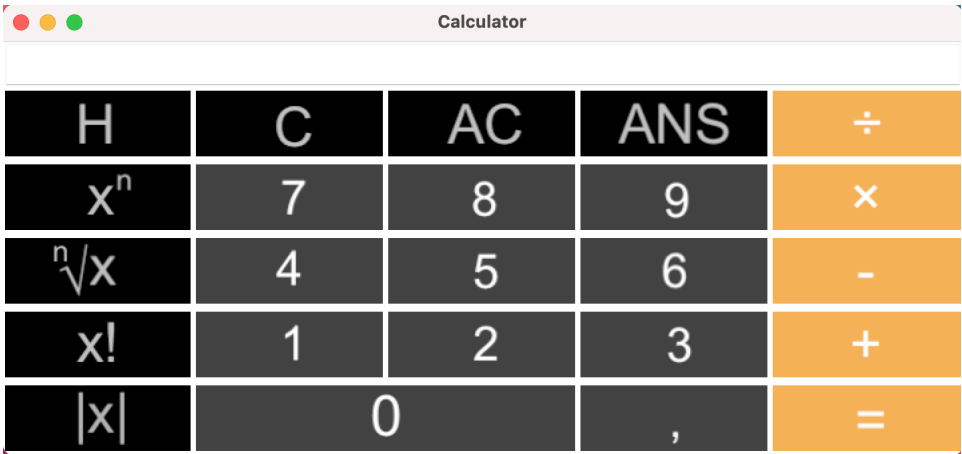 Calculator
H C AC ANS ÷
xⁿ 7 8 9 ×
ⁿ√x 4 5 6 -
x! 1 2 3 +
|x| 0 , =